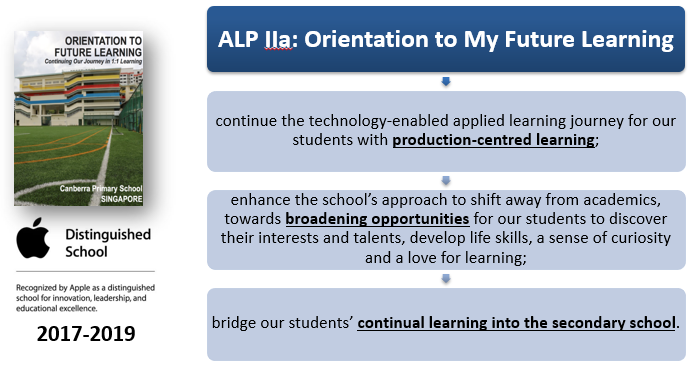 ORIENTATION TO
FUTURE LEARNING
Continuing Our Journey in 1:1 Learning
Canberra Primary School
SINGAPORE
Distinguished
School
Recognized by Apple as a distinguished
school for innovation, leadership, and
educational excellence.
2017-2019
ALP IIa: Orientation to My Future Learning
continue the technology-enabled applied learning journey for our
students with production-centred learning;
enhance the school's approach to shift away from academics,
towards broadening opportunities for our students to discover
their interests and talents, develop life skills, a sense of curiosity
and a love for learning;
bridge our students' continual learning into the secondary school.